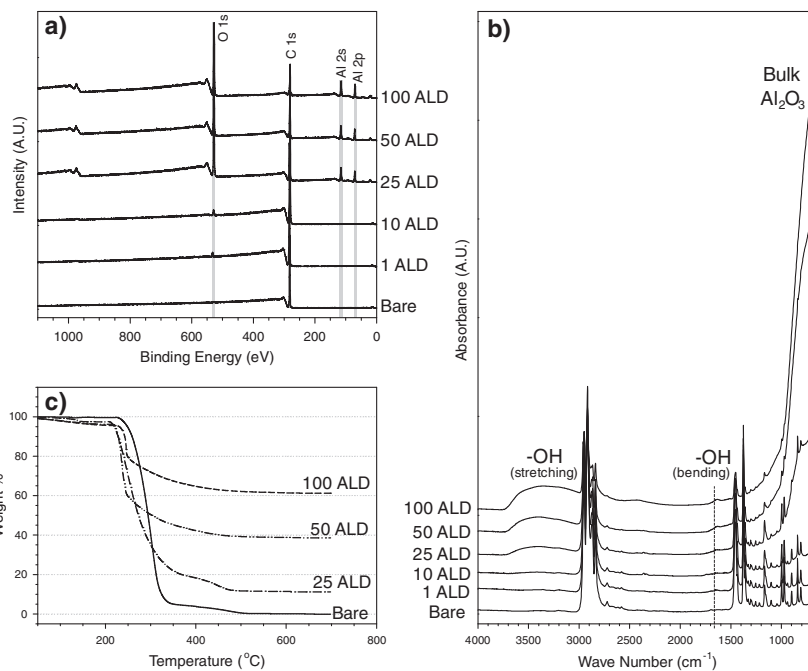 a)
O 1s
C 1s
Al 2s
Al 2p
100 ALD
50 ALD
25 ALD
10 ALD
1 ALD
Bare
Intensity (A.U.)
1000 800 600 400 200 0
Binding Energy (eV)
c)
100
80
60
40
20
0
100 ALD
50 ALD
25 ALD
Bare
200 400 600 800
Temperature (°C)
b)
Bulk
Al₂O₃
Absorbance (A.U.)
-OH
(stretching)
-OH
(bending)
100 ALD
50 ALD
25 ALD
10 ALD
1 ALD
Bare
4000 3000 2000 1000
Wave Number (cm⁻¹)